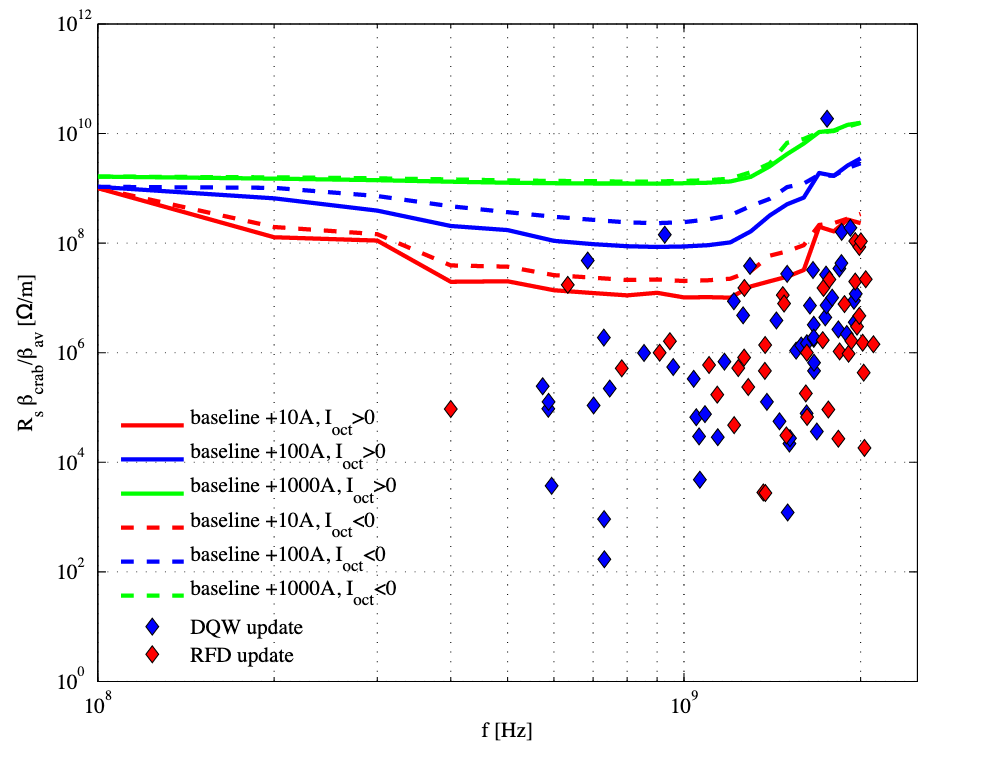 10^12
10^10
10^8
10^6
10^4
10^2
10^0
R_s β_crab/β_av [Ω/m]
baseline +10A, I_oct>0
baseline +100A, I_oct>0
baseline +1000A, I_oct>0
baseline +10A, I_oct<0
baseline +100A, I_oct<0
baseline +1000A, I_oct<0
DQW update
RFD update
10^8 10^9
f [Hz]